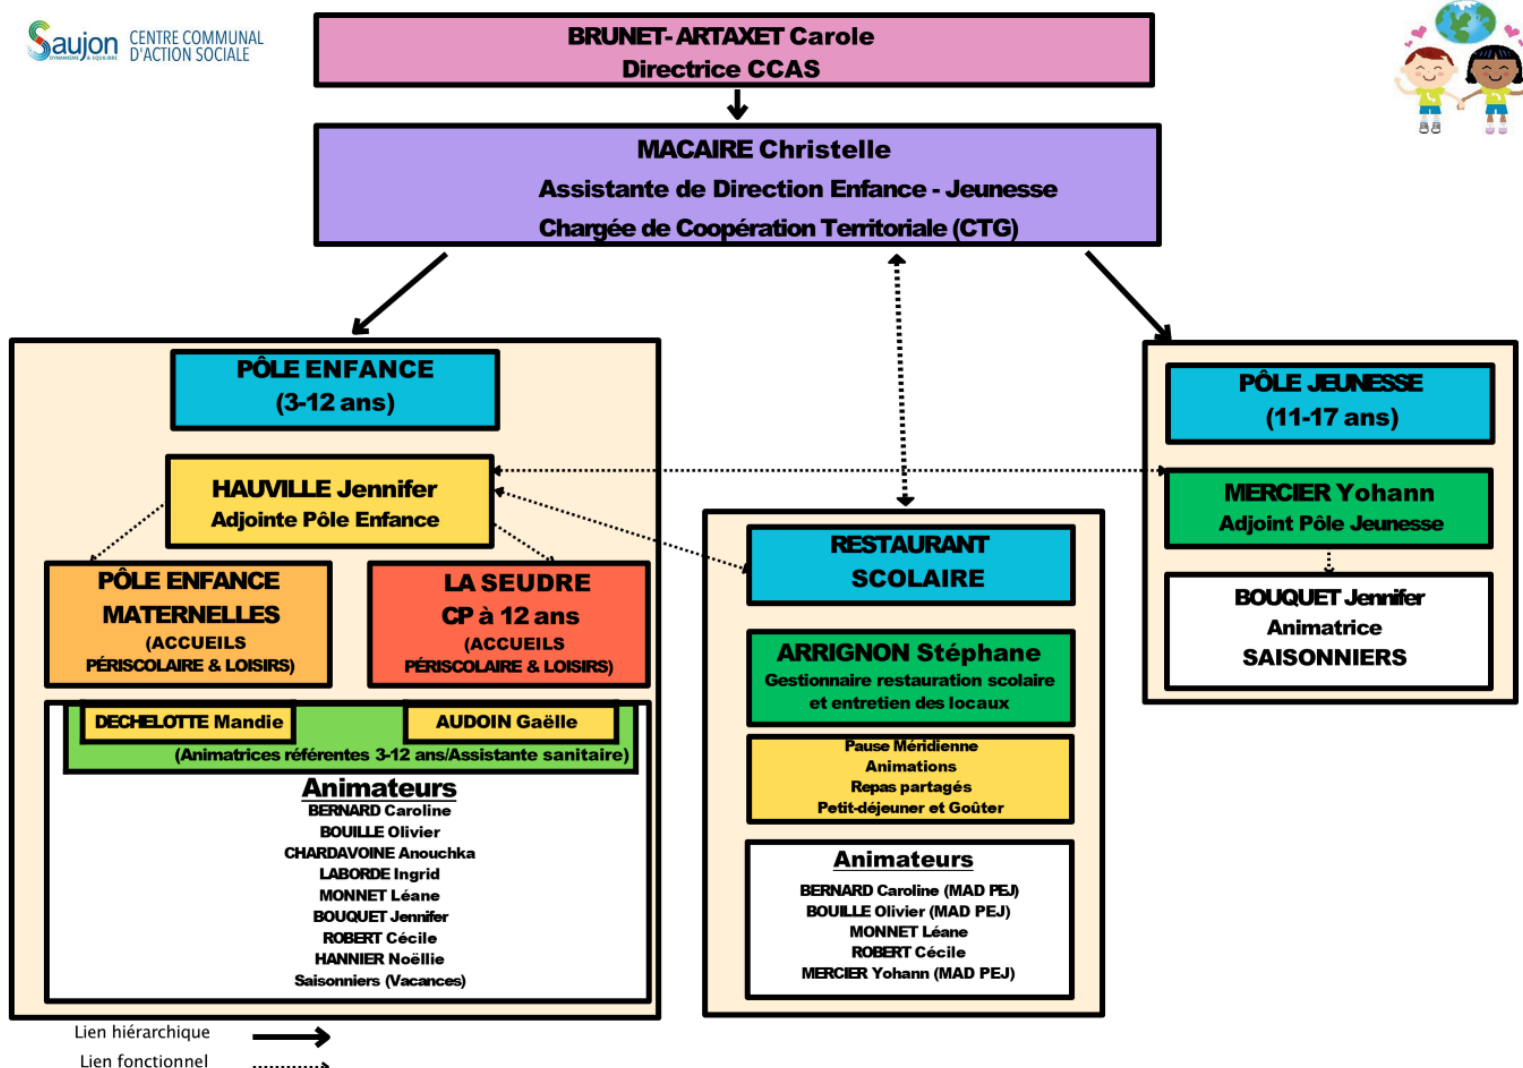 Saujon
DYNAMISME & EQUILIBRE
CENTRE COMMUNAL
D'ACTION SOCIALE
BRUNET- ARTAXET Carole
Directrice CCAS
MACAIRE Christelle
Assistante de Direction Enfance - Jeunesse
Chargée de Coopération Territoriale (CTG)
PÔLE ENFANCE
(3-12 ans)
HAUVILLE Jennifer
Adjointe Pôle Enfance
PÔLE ENFANCE
MATERNELLES
(ACCUEILS
PÉRISCOLAIRE & LOISIRS)
LA SEUDRE
CP à 12 ans
(ACCUEILS
PÉRISCOLAIRE & LOISIRS)
DECHELOTTE Mandie
AUDOIN Gaëlle
(Animatrices référentes 3-12 ans/Assistante sanitaire)
Animateurs
BERNARD Caroline
BOUILLE Olivier
CHARDAVOINE Anouchka
LABORDE Ingrid
MONNET Léane
BOUQUET Jennifer
ROBERT Cécile
HANNIER Noëllie
Saisonniers (Vacances)
RESTAURANT
SCOLAIRE
ARRIGNON Stéphane
Gestionnaire restauration scolaire
et entretien des locaux
Pause Méridienne
Animations
Repas partagés
Petit-déjeuner et Goûter
Animateurs
BERNARD Caroline (MAD PEJ)
BOUILLE Olivier (MAD PEJ)
MONNET Léane
ROBERT Cécile
MERCIER Yohann (MAD PEJ)
PÔLE JEUNESSE
(11-17 ans)
MERCIER Yohann
Adjoint Pôle Jeunesse
BOUQUET Jennifer
Animatrice
SAISONNIERS
Lien hiérarchique
Lien fonctionnel